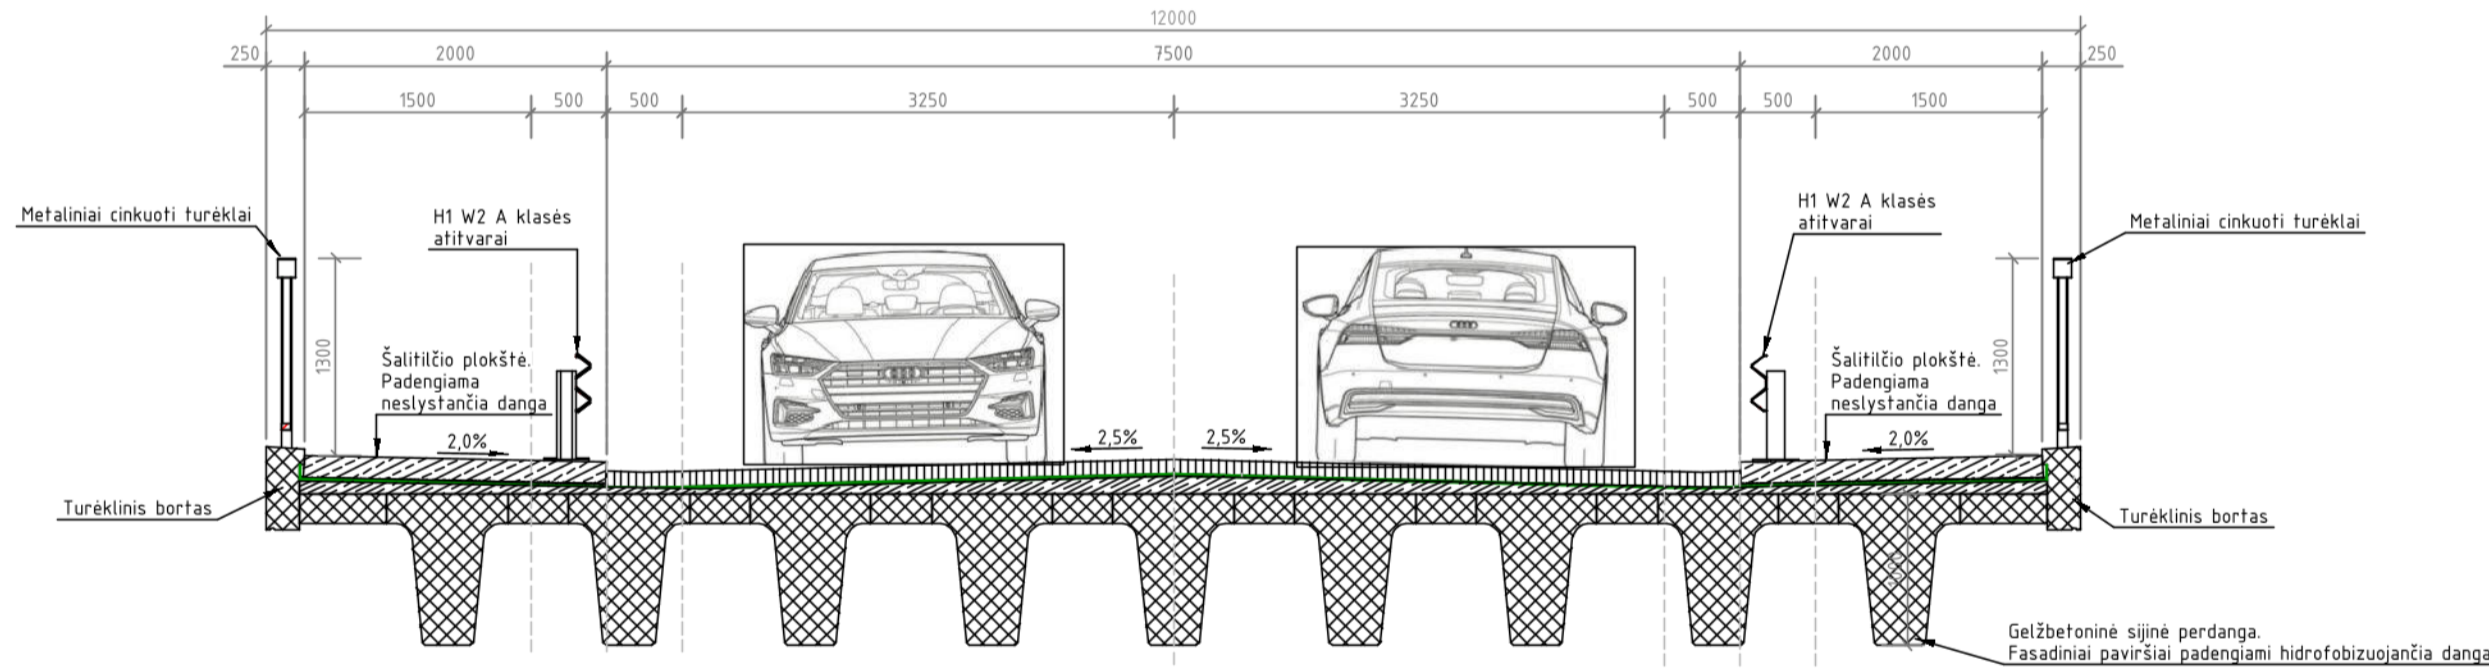 12000
250 2000 7500 2000 250
1500 500 500 3250 3250 500 500 1500
Metaliniai cinkuoti turėklai
H1 W2 A klasės
atitvarai
H1 W2 A klasės
atitvarai
Metaliniai cinkuoti turėklai
1300
Šalitilčio plokštė.
Padengiama
neslystančia danga
2,0%
2,5%
2,5%
Šalitilčio plokštė.
Padengiama
neslystančia danga
2,0%
1300
Turėklinis bortas
Turėklinis bortas
1000
Gelžbetoninė sijinė perdanga.
Fasadiniai paviršiai padengiami hidrofobizuojančia danga